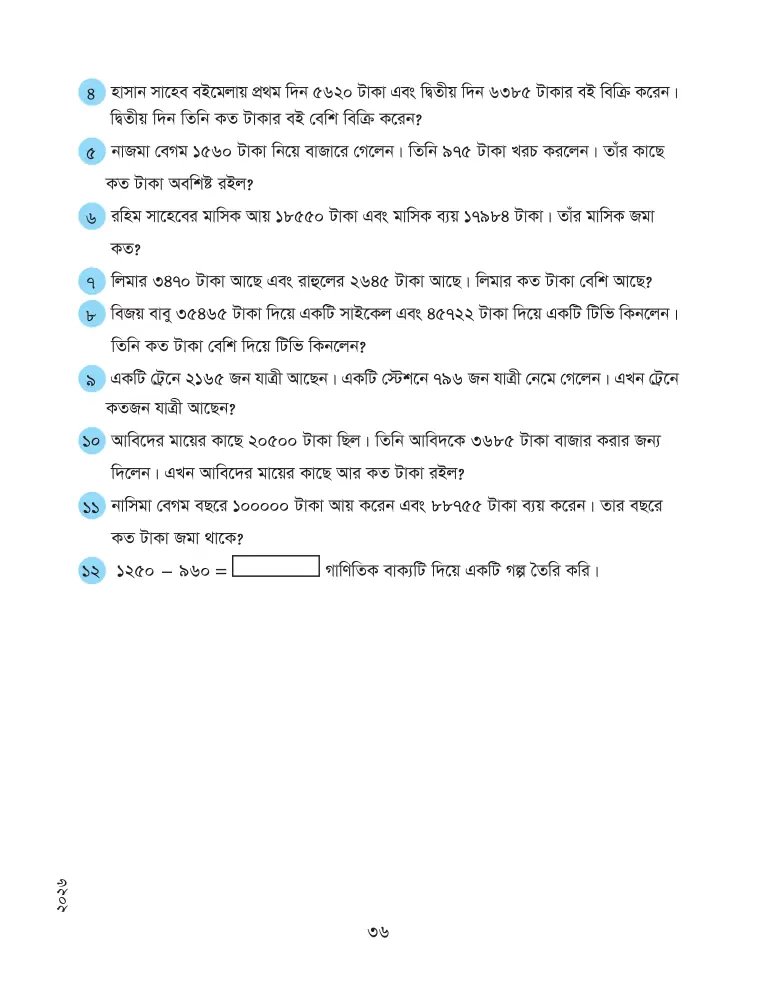 ৪ হাসান সাহেব বইমেলায় প্রথম দিন ৫৬২০ টাকা এবং দ্বিতীয় দিন ৬৩৮৫ টাকার বই বিক্রি করেন।
দ্বিতীয় দিন তিনি কত টাকার বই বেশি বিক্রি করেন?
৫ নাজমা বেগম ১৫৬০ টাকা নিয়ে বাজারে গেলেন। তিনি ৯৭৫ টাকা খরচ করলেন। তাঁর কাছে
কত টাকা অবশিষ্ট রইল?
৬ রহিম সাহেবের মাসিক আয় ১৮৫৫০ টাকা এবং মাসিক ব্যয় ১৭৯৮৪ টাকা। তাঁর মাসিক জমা
কত?
৭ লিমার ৩৪৭০ টাকা আছে এবং রাহুলের ২৬৪৫ টাকা আছে। লিমার কত টাকা বেশি আছে?
৮ বিজয় বাবু ৩৫৪৬৫ টাকা দিয়ে একটি সাইকেল এবং ৪৫৭২২ টাকা দিয়ে একটি টিভি কিনলেন।
তিনি কত টাকা বেশি দিয়ে টিভি কিনলেন?
৯ একটি ট্রেনে ২১৬৫ জন যাত্রী আছেন। একটি স্টেশনে ৭৯৬ জন যাত্রী নেমে গেলেন। এখন ট্রেনে
কতজন যাত্রী আছেন?
১০ আবিদের মায়ের কাছে ২০৫০০ টাকা ছিল। তিনি আবিদকে ৩৬৮৫ টাকা বাজার করার জন্য
দিলেন। এখন আবিদের মায়ের কাছে আর কত টাকা রইল?
১১ নাসিমা বেগম বছরে ১০০০০০ টাকা আয় করেন এবং ৮৮৭৫৫ টাকা ব্যয় করেন। তার বছরে
কত টাকা জমা থাকে?
১২ ১২৫০ – ৯৬০ = গাণিতিক বাক্যটি দিয়ে একটি গল্প তৈরি করি।
২০২৬
৩৬